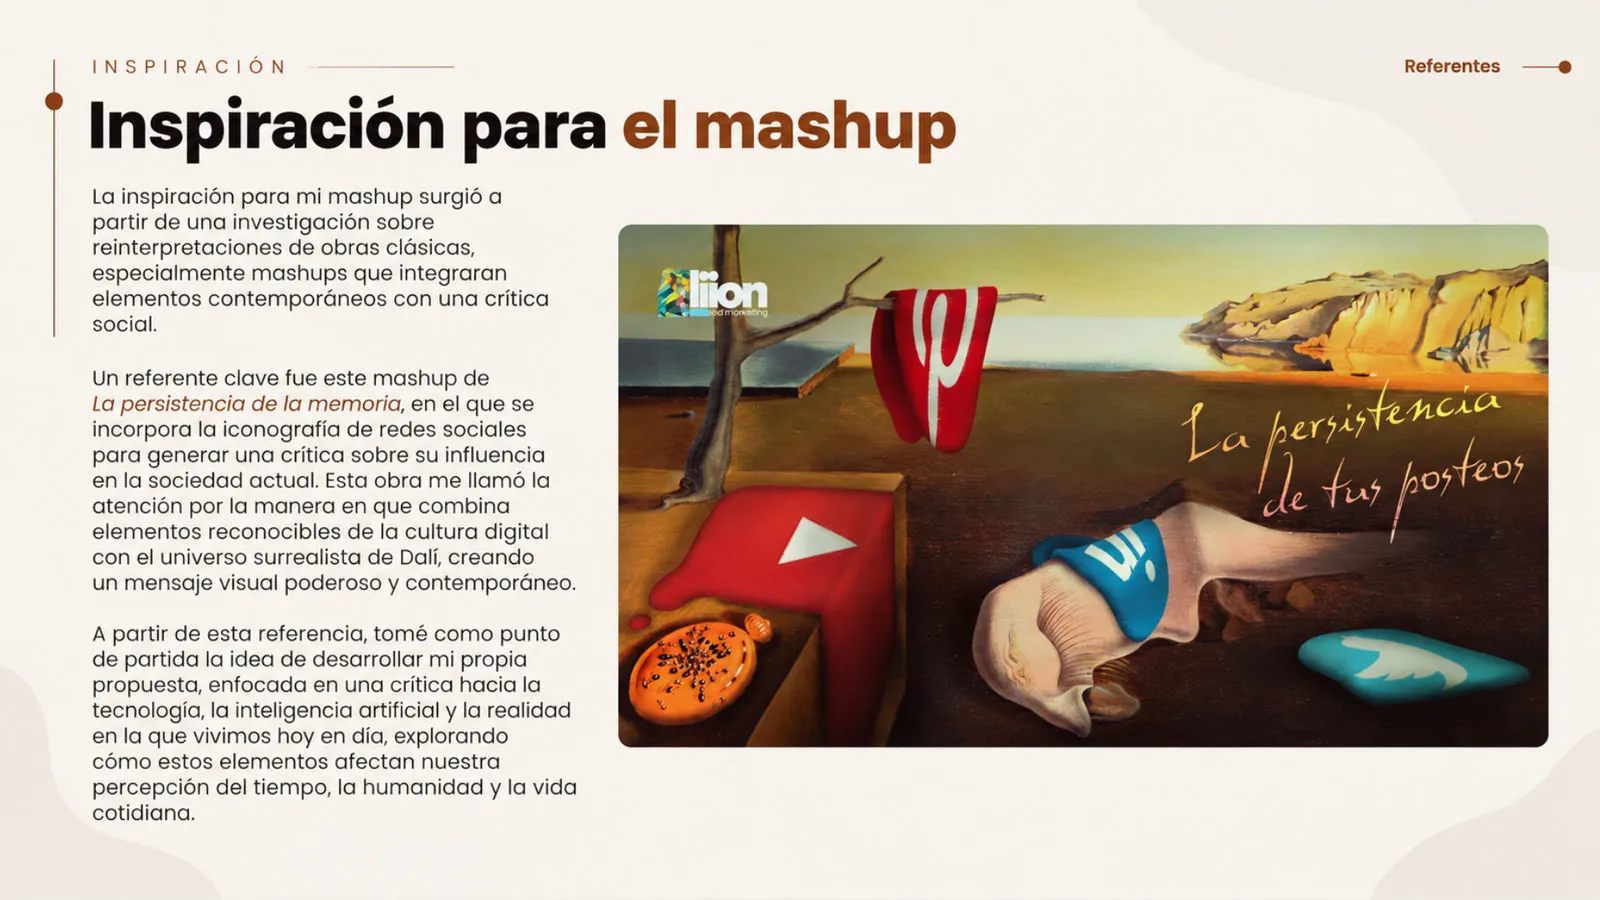 INSPIRACIÓN
Referentes
Inspiración para el mashup
La inspiración para mi mashup surgió a
partir de una investigación sobre
reinterpretaciones de obras clásicas,
especialmente mashups que integraran
elementos contemporáneos con una crítica
social.
Un referente clave fue este mashup de
La persistencia de la memoria, en el que se
incorpora la iconografía de redes sociales
para generar una crítica sobre su influencia
en la sociedad actual. Esta obra me llamó la
atención por la manera en que combina
elementos reconocibles de la cultura digital
con el universo surrealista de Dalí, creando
un mensaje visual poderoso y contemporáneo.
A partir de esta referencia, tomé como punto
de partida la idea de desarrollar mi propia
propuesta, enfocada en una crítica hacia la
tecnología, la inteligencia artificial y la realidad
en la que vivimos hoy en día, explorando
cómo estos elementos afectan nuestra
percepción del tiempo, la humanidad y la vida
cotidiana.
liion
marketing
p
La persistencia
de tus posteos
in